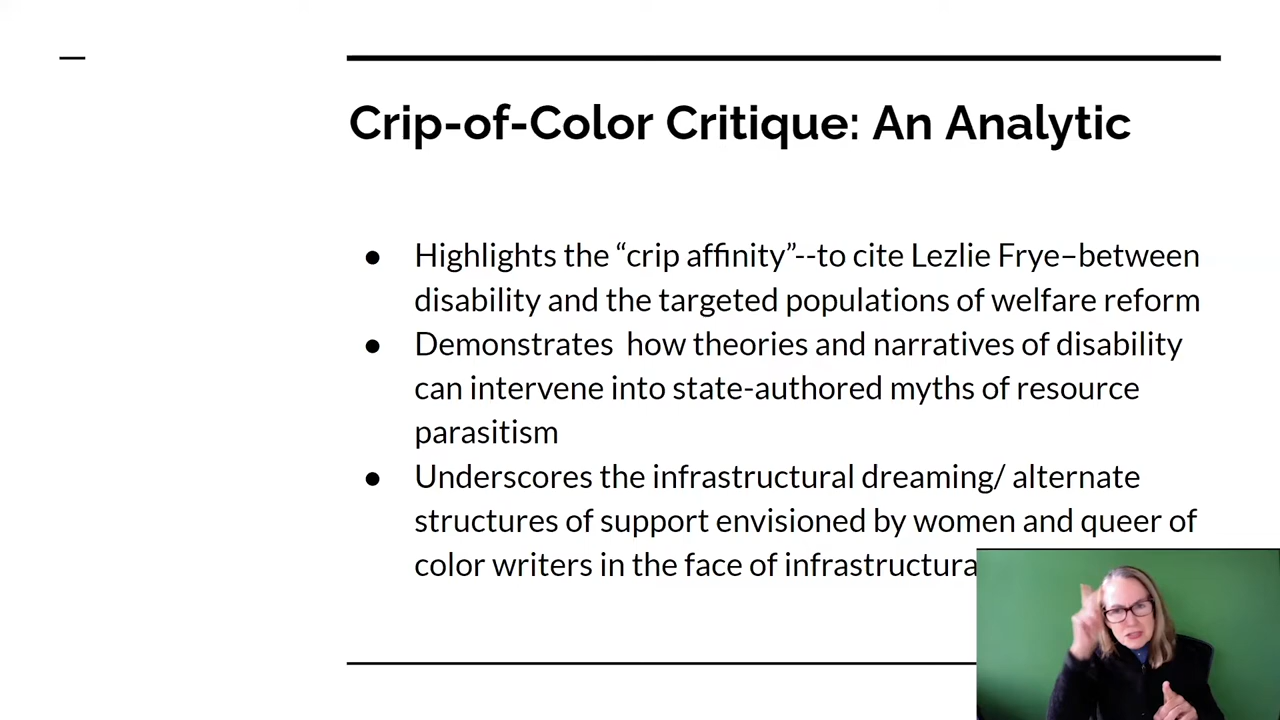 Crip-of-Color Critique: An Analytic
● Highlights the “crip affinity”--to cite Lezlie Frye–between
disability and the targeted populations of welfare reform
● Demonstrates  how theories and narratives of disability
can intervene into state-authored myths of resource
parasitism
● Underscores the infrastructural dreaming/ alternate
structures of support envisioned by women and queer of
color writers in the face of